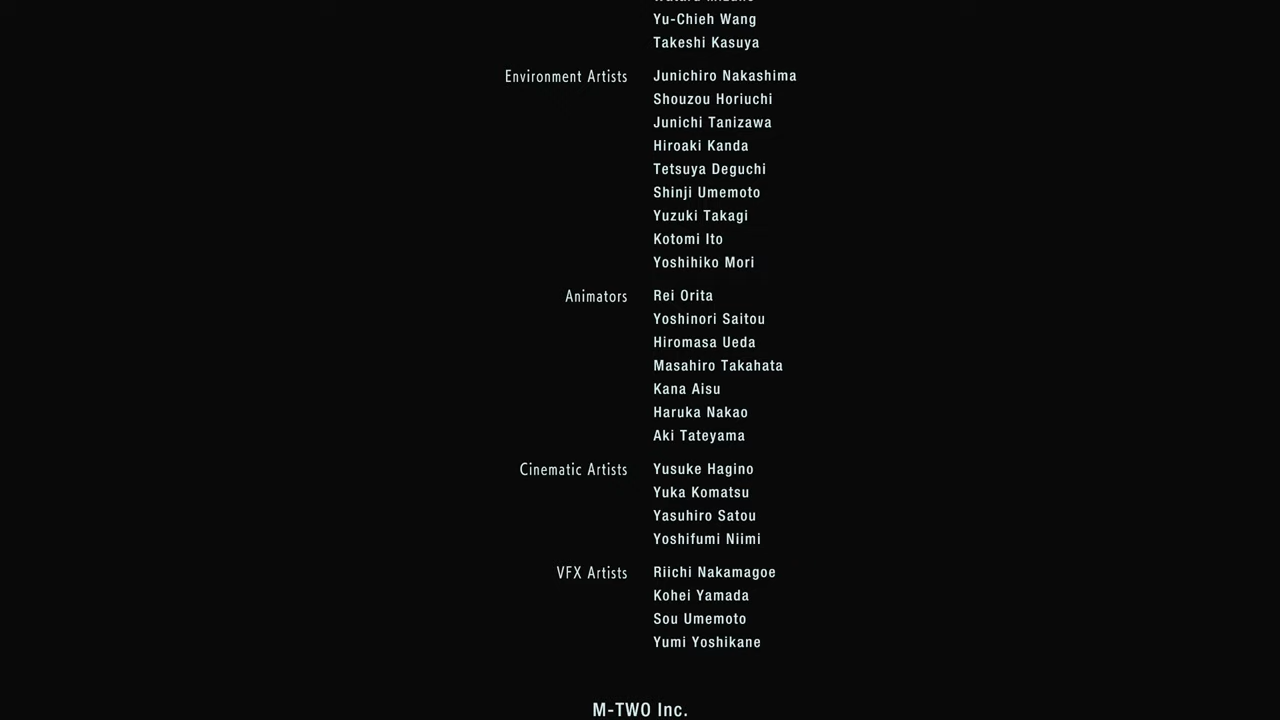 Yu-Chieh Wang
Takeshi Kasuya
Environment Artists Junichiro Nakashima
Shouzou Horiuchi
Junichi Tanizawa
Hiroaki Kanda
Tetsuya Deguchi
Shinji Umemoto
Yuzuki Takagi
Kotomi Ito
Yoshihiko Mori
Animators Rei Orita
Yoshinori Saitou
Hiromasa Ueda
Masahiro Takahata
Kana Aisu
Haruka Nakao
Aki Tateyama
Cinematic Artists Yusuke Hagino
Yuka Komatsu
Yasuhiro Satou
Yoshifumi Niimi
VFX Artists Riichi Nakamagoe
Kohei Yamada
Sou Umemoto
Yumi Yoshikane
M-TWO Inc.